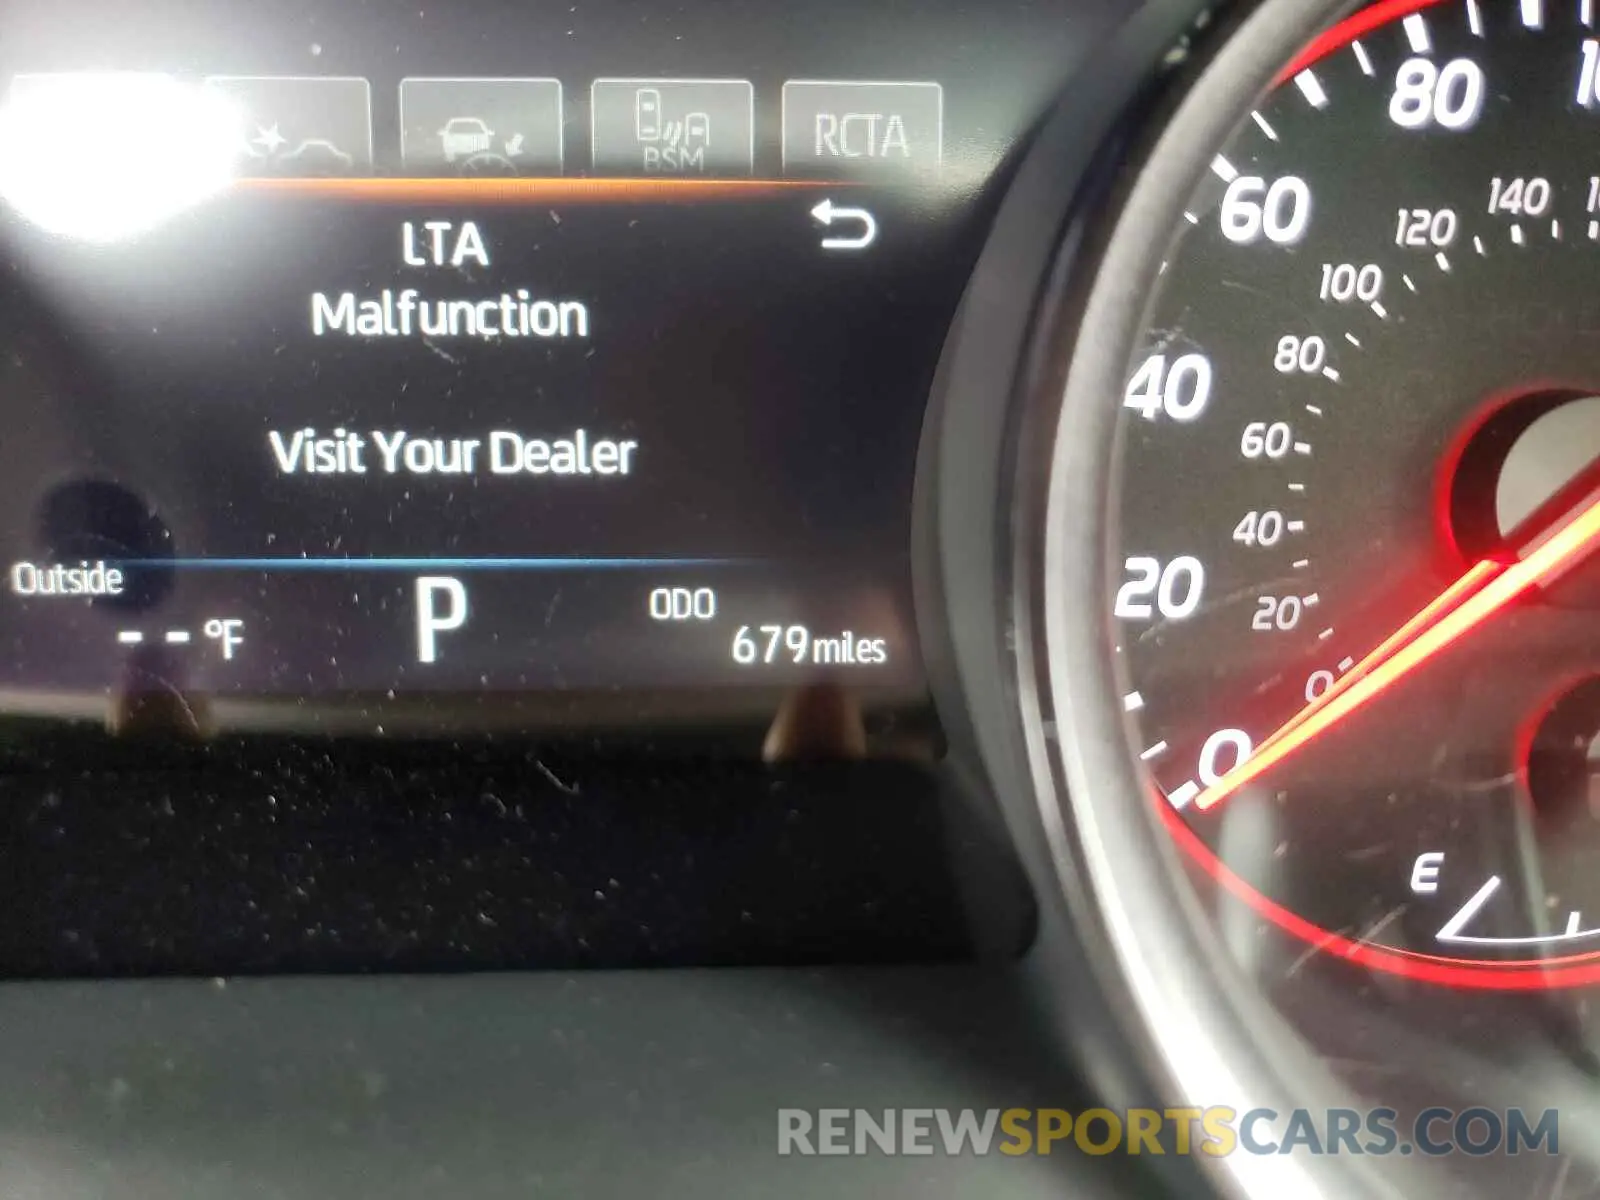 BSM
RCTA
LTA
Malfunction
Visit Your Dealer
Outside
-- °F
P
ODO
679 miles
80
60
40
20
0
140
120
100
80
60
40
20
0
E
RENEWSPORTSCARS.COM